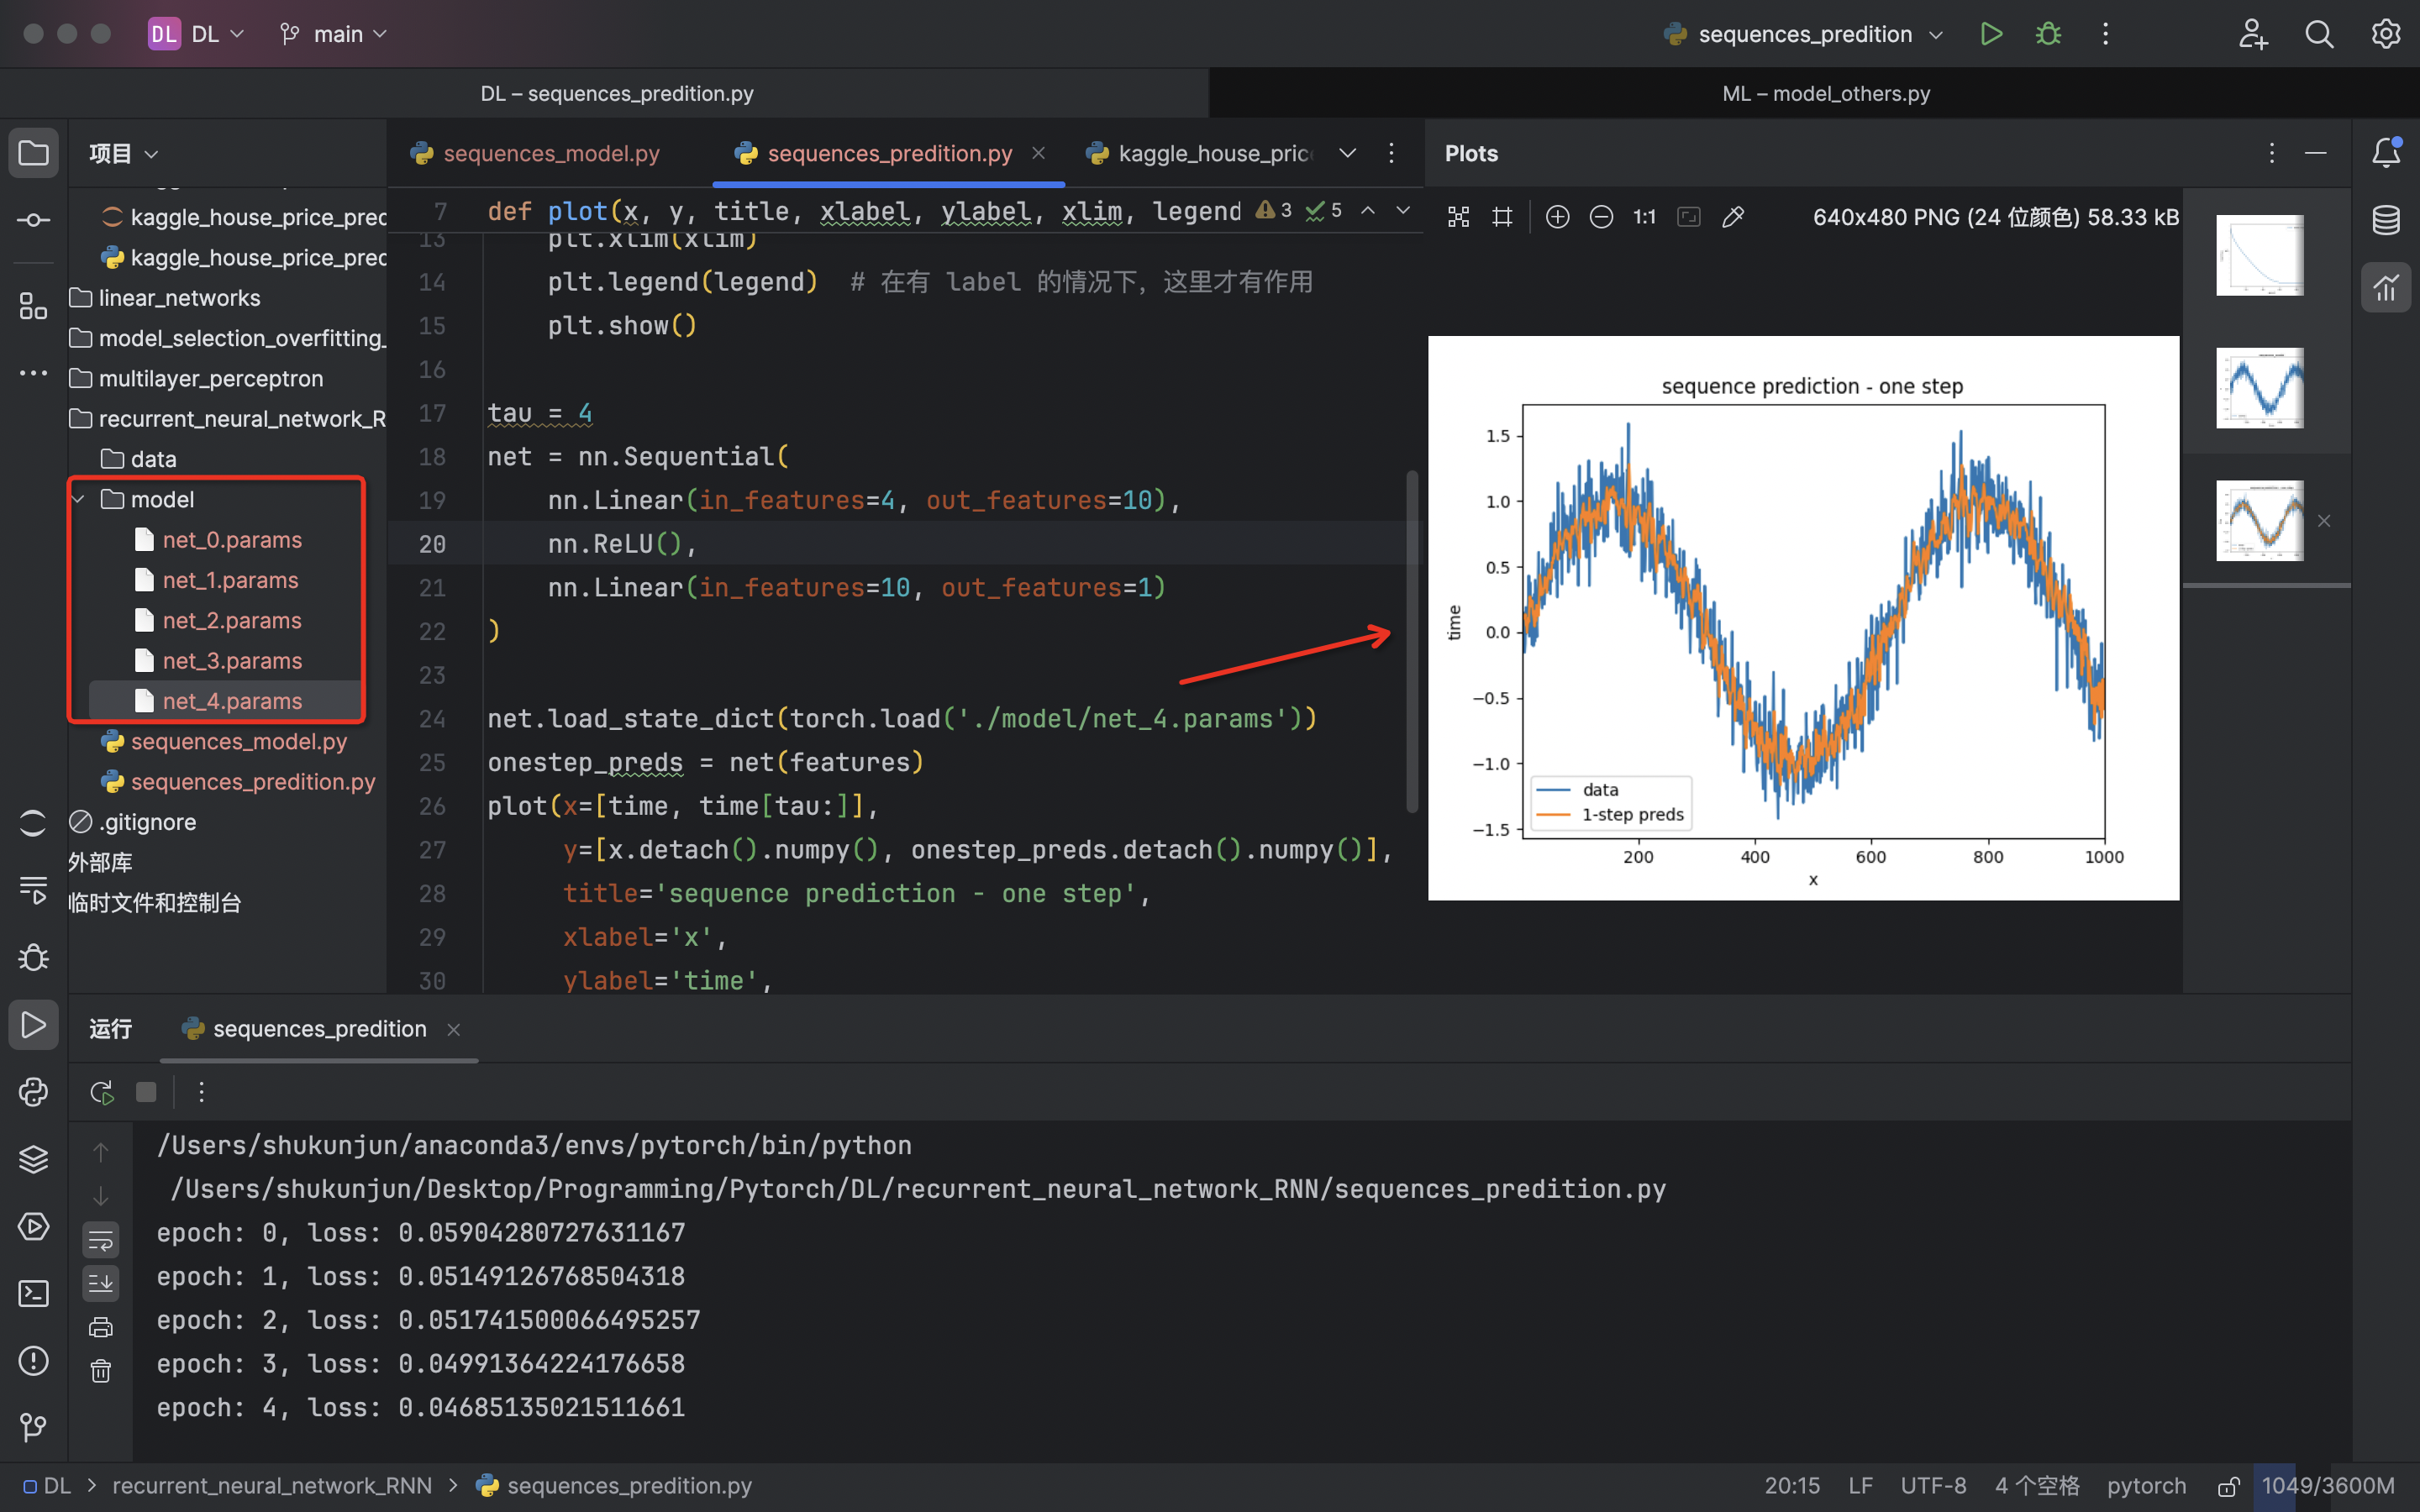 DL DL main
sequences_predition
DL – sequences_predition.py
ML – model_others.py
项目
kaggle_house_price_pred
kaggle_house_price_pred
linear_networks
model_selection_overfitting_
multilayer_perceptron
recurrent_neural_network_R
data
model
net_0.params
net_1.params
net_2.params
net_3.params
net_4.params
sequences_model.py
sequences_predition.py
.gitignore
外部库
临时文件和控制台
sequences_model.py sequences_predition.py kaggle_house_pric
7 def plot(x, y, title, xlabel, ylabel, xlim, legend 3 5
13 plt.xlim(xlim)
14 plt.legend(legend) # 在有 label 的情况下，这里才有作用
15 plt.show()
16
17 tau = 4
18 net = nn.Sequential(
19 nn.Linear(in_features=4, out_features=10),
20 nn.ReLU(),
21 nn.Linear(in_features=10, out_features=1)
22 )
23
24 net.load_state_dict(torch.load('./model/net_4.params'))
25 onestep_preds = net(features)
26 plot(x=[time, time[tau:]],
27 y=[x.detach().numpy(), onestep_preds.detach().numpy()],
28 title='sequence prediction - one step',
29 xlabel='x',
30 ylabel='time',
Plots
1:1 640x480 PNG (24 位颜色) 58.33 kB
sequence prediction - one step
1.5
1.0
0.5
0.0
−0.5
−1.0
−1.5
time
data
1-step preds
200 400 600 800 1000
x
运行 sequences_predition
/Users/shukunjun/anaconda3/envs/pytorch/bin/python
/Users/shukunjun/Desktop/Programming/Pytorch/DL/recurrent_neural_network_RNN/sequences_predition.py
epoch: 0, loss: 0.05904280727631167
epoch: 1, loss: 0.05149126768504318
epoch: 2, loss: 0.051741500066495257
epoch: 3, loss: 0.04991364224176658
epoch: 4, loss: 0.04685135021511661
DL > recurrent_neural_network_RNN > sequences_predition.py
20:15 LF UTF-8 4 个空格 pytorch 1049/3600M